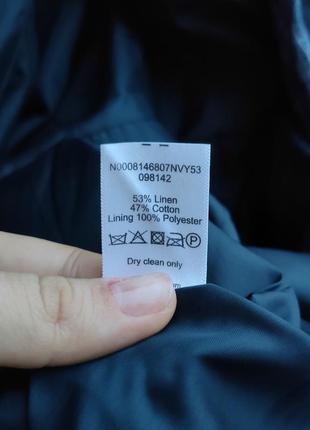 N0008146807NVY53
098142
53% Linen
47% Cotton
Lining 100% Polyester
P
Dry clean only